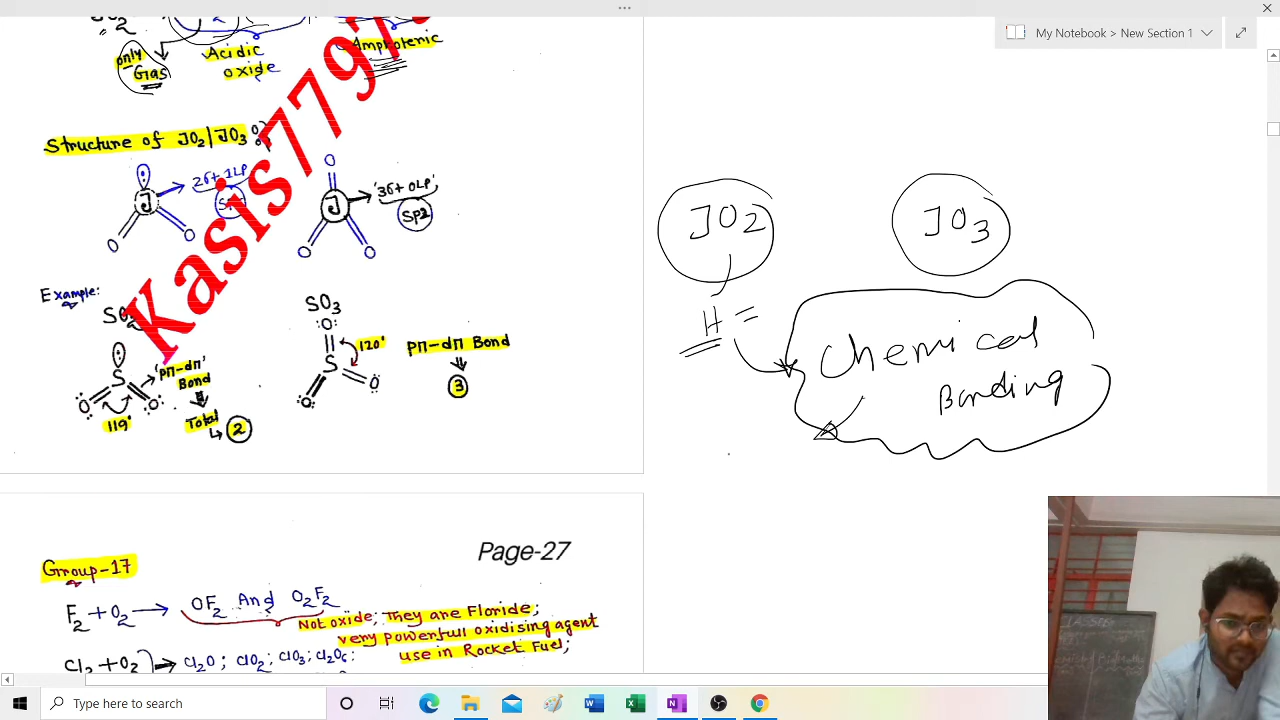 My Notebook > New Section 1
only
Gas
Acidic
oxide
Amphoteric
Structure of JO2/JO3
2σ+1LP
J
O
O
O
'3σ+0LP'
J
SP2
O
O
Kasis7797
Example:
SO2
S
'pπ-dπ'
Bond
O
O
119°
Total
2
SO3
O
120°
S
O
O
pπ-dπ Bond
3
JO2
JO3
H =
Chemical
Bonding
Page-27
Group-17
F2+O2 → OF2 And O2F2
Not oxide; They are Floride;
very powerfull oxidising agent
use in Rocket Fuel;
Cl2+O2 → Cl2O; ClO2; ClO3; Cl2O6
Type here to search